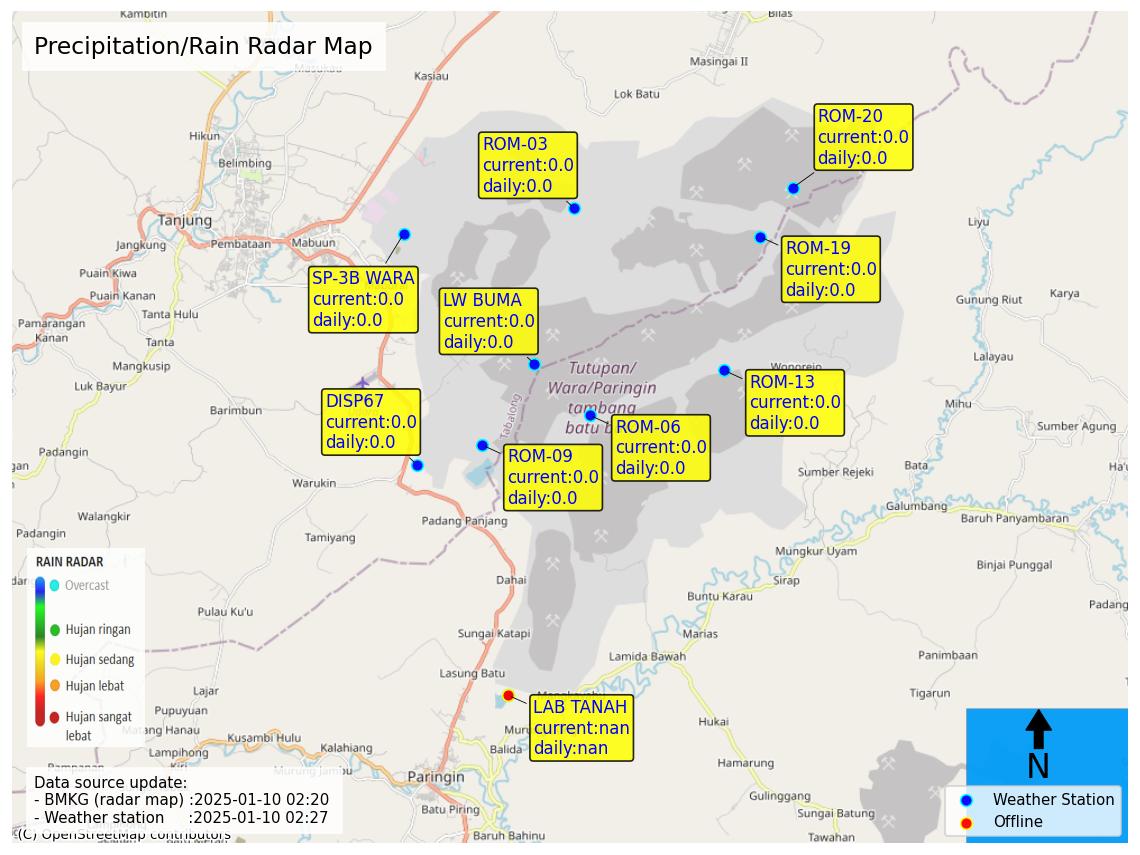 Kambitin
Bilas
Precipitation/Rain Radar Map
Masukau
Kasiau
Masingai II
Lok Batu
Hikun
Belimbing
ROM-03
current:0.0
daily:0.0
ROM-20
current:0.0
daily:0.0
Tanjung
Jangkung
Pembataan
Mabuun
Liyu
Puain Kiwa
Puain Kanan
Tanta Hulu
SP-3B WARA
current:0.0
daily:0.0
ROM-19
current:0.0
daily:0.0
LW BUMA
current:0.0
daily:0.0
Gunung Riut
Karya
Pamarangan
Kanan
Tanta
Mangkusip
Luk Bayur
Lalayau
Tutupan/
Wara/Paringin
tambang
batu b
Wonorejo
ROM-13
current:0.0
daily:0.0
Barimbun
DISP67
current:0.0
daily:0.0
Tabalong
Mihu
Sumber Agung
ROM-06
current:0.0
daily:0.0
ROM-09
current:0.0
daily:0.0
Padangin
Warukin
Sumber Rejeki
Bata
Galumbang
Baruh Panyambaran
Walangkir
Padang Panjang
Padangin
Tamiyang
Mungkur Uyam
Binjai Punggal
RAIN RADAR
Overcast
Hujan ringan
Hujan sedang
Hujan lebat
Hujan sangat
lebat
Dahai
Sirap
Buntu Karau
Padang
Pulau Ku'u
Sungai Katapi
Marias
Lamida Bawah
Panimbaan
Lasung Batu
Lajar
Tigarun
Pupuyuan
LAB TANAH
current:nan
daily:nan
Matang Hanau
Kusambi Hulu
Hukai
Lampihong
Kalahiang
Balida
Murung Jambu
Paringin
Hamarung
N
Data source update:
- BMKG (radar map) :2025-01-10 02:20
- Weather station :2025-01-10 02:27
Gulinggang
Batu Piring
Sungai Batung
Weather Station
Offline
(C) OpenStreetMap contributors
Baruh Bahinu
Tawahan